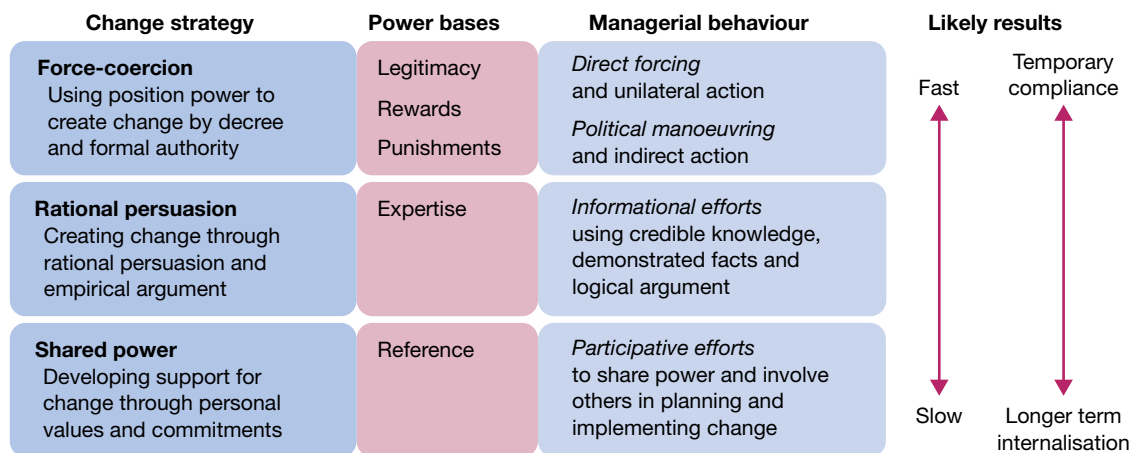 Change strategy
Power bases
Managerial behaviour
Likely results
Force-coercion
Using position power to
create change by decree
and formal authority
Legitimacy
Rewards
Punishments
Direct forcing
and unilateral action
Political manoeuvring
and indirect action
Fast
Temporary
compliance
Rational persuasion
Creating change through
rational persuasion and
empirical argument
Expertise
Informational efforts
using credible knowledge,
demonstrated facts and
logical argument
Shared power
Developing support for
change through personal
values and commitments
Reference
Participative efforts
to share power and involve
others in planning and
implementing change
Slow
Longer term
internalisation